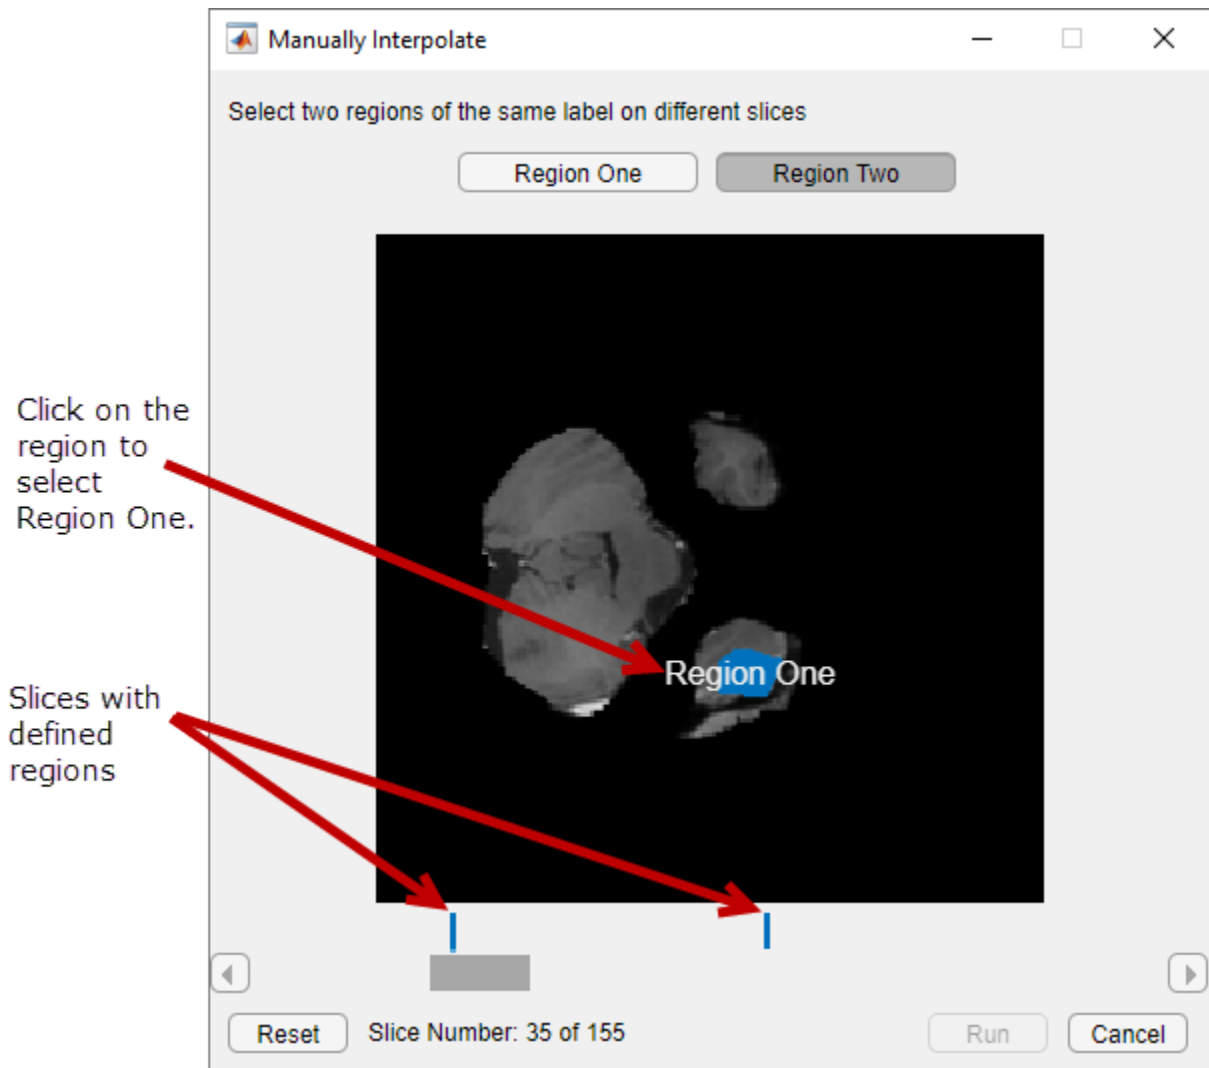 Manually Interpolate
Select two regions of the same label on different slices
Region One
Region Two
Click on the
region to
select
Region One.
Region One
Slices with
defined
regions
Reset
Slice Number: 35 of 155
Run
Cancel